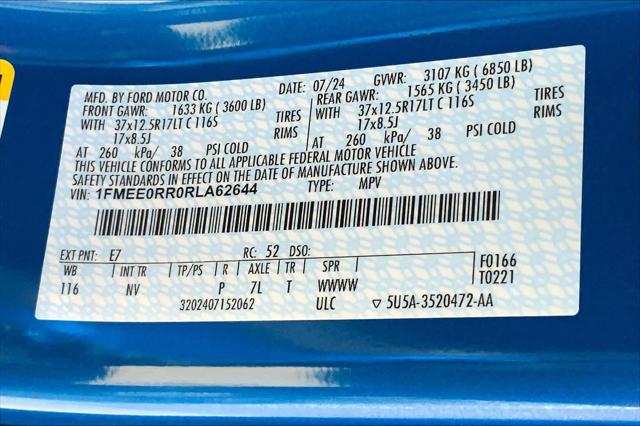 MFD. BY FORD MOTOR CO. DATE: 07/24 GVWR: 3107 KG (6850 LB)
FRONT GAWR: 1633 KG (3600 LB) REAR GAWR: 1565 KG (3450 LB)
WITH 37x12.5R17LT C 116S TIRES WITH 37x12.5R17LT C 116S TIRES
17x8.5J RIMS 17x8.5J RIMS
AT 260 kPa/ 38 PSI COLD AT 260 kPa/ 38 PSI COLD
THIS VEHICLE CONFORMS TO ALL APPLICABLE FEDERAL MOTOR VEHICLE
SAFETY STANDARDS IN EFFECT ON THE DATE OF MANUFACTURE SHOWN ABOVE.
VIN: 1FMEE0RR0RLA62644 TYPE: MPV
EXT PNT: E7 RC: 52 DSO:
WB INT TR TP/PS R AXLE TR SPR F0166
116 NV P 7L T WWWW T0221
3202407152062 ULC 5U5A-3520472-AA